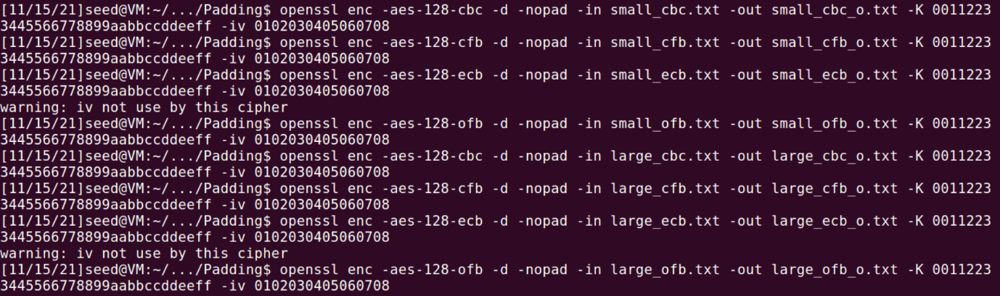 [11/15/21]seed@VM:~/.../Padding$ openssl enc -aes-128-cbc -d -nopad -in small_cbc.txt -out small_cbc_o.txt -K 0011223
3445566778899aabbccddeeff -iv 0102030405060708
[11/15/21]seed@VM:~/.../Padding$ openssl enc -aes-128-cfb -d -nopad -in small_cfb.txt -out small_cfb_o.txt -K 0011223
3445566778899aabbccddeeff -iv 0102030405060708
[11/15/21]seed@VM:~/.../Padding$ openssl enc -aes-128-ecb -d -nopad -in small_ecb.txt -out small_ecb_o.txt -K 0011223
3445566778899aabbccddeeff -iv 0102030405060708
warning: iv not use by this cipher
[11/15/21]seed@VM:~/.../Padding$ openssl enc -aes-128-ofb -d -nopad -in small_ofb.txt -out small_ofb_o.txt -K 0011223
3445566778899aabbccddeeff -iv 0102030405060708
[11/15/21]seed@VM:~/.../Padding$ openssl enc -aes-128-cbc -d -nopad -in large_cbc.txt -out large_cbc_o.txt -K 0011223
3445566778899aabbccddeeff -iv 0102030405060708
[11/15/21]seed@VM:~/.../Padding$ openssl enc -aes-128-cfb -d -nopad -in large_cfb.txt -out large_cfb_o.txt -K 0011223
3445566778899aabbccddeeff -iv 0102030405060708
[11/15/21]seed@VM:~/.../Padding$ openssl enc -aes-128-ecb -d -nopad -in large_ecb.txt -out large_ecb_o.txt -K 0011223
3445566778899aabbccddeeff -iv 0102030405060708
warning: iv not use by this cipher
[11/15/21]seed@VM:~/.../Padding$ openssl enc -aes-128-ofb -d -nopad -in large_ofb.txt -out large_ofb_o.txt -K 0011223
3445566778899aabbccddeeff -iv 0102030405060708